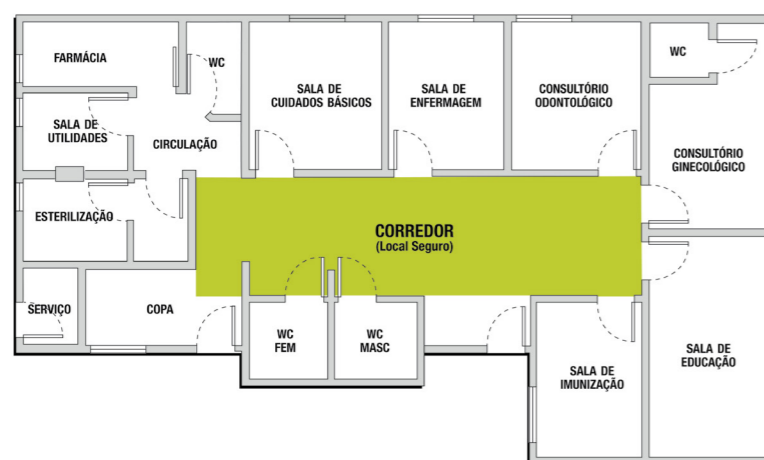 FARMÁCIA
WC
SALA DE
CUIDADOS BÁSICOS
SALA DE
ENFERMAGEM
CONSULTÓRIO
ODONTOLÓGICO
WC
SALA DE
UTILIDADES
CIRCULAÇÃO
CONSULTÓRIO
GINECOLÓGICO
ESTERILIZAÇÃO
CORREDOR
(Local Seguro)
SERVIÇO
COPA
WC
FEM
WC
MASC
SALA DE
IMUNIZAÇÃO
SALA DE
EDUCAÇÃO